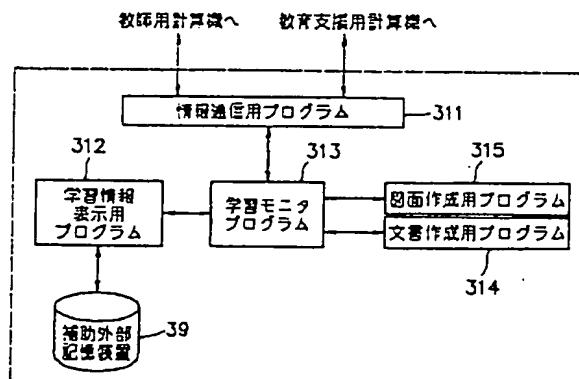 教師用計算機へ 教育支援用計算機へ
情報通信用プログラム
311
312
313
315
学習情報
表示用
プログラム
学習モニタ
プログラム
図面作成用プログラム
文書作成用プログラム
314
補助外部
記憶装置
39